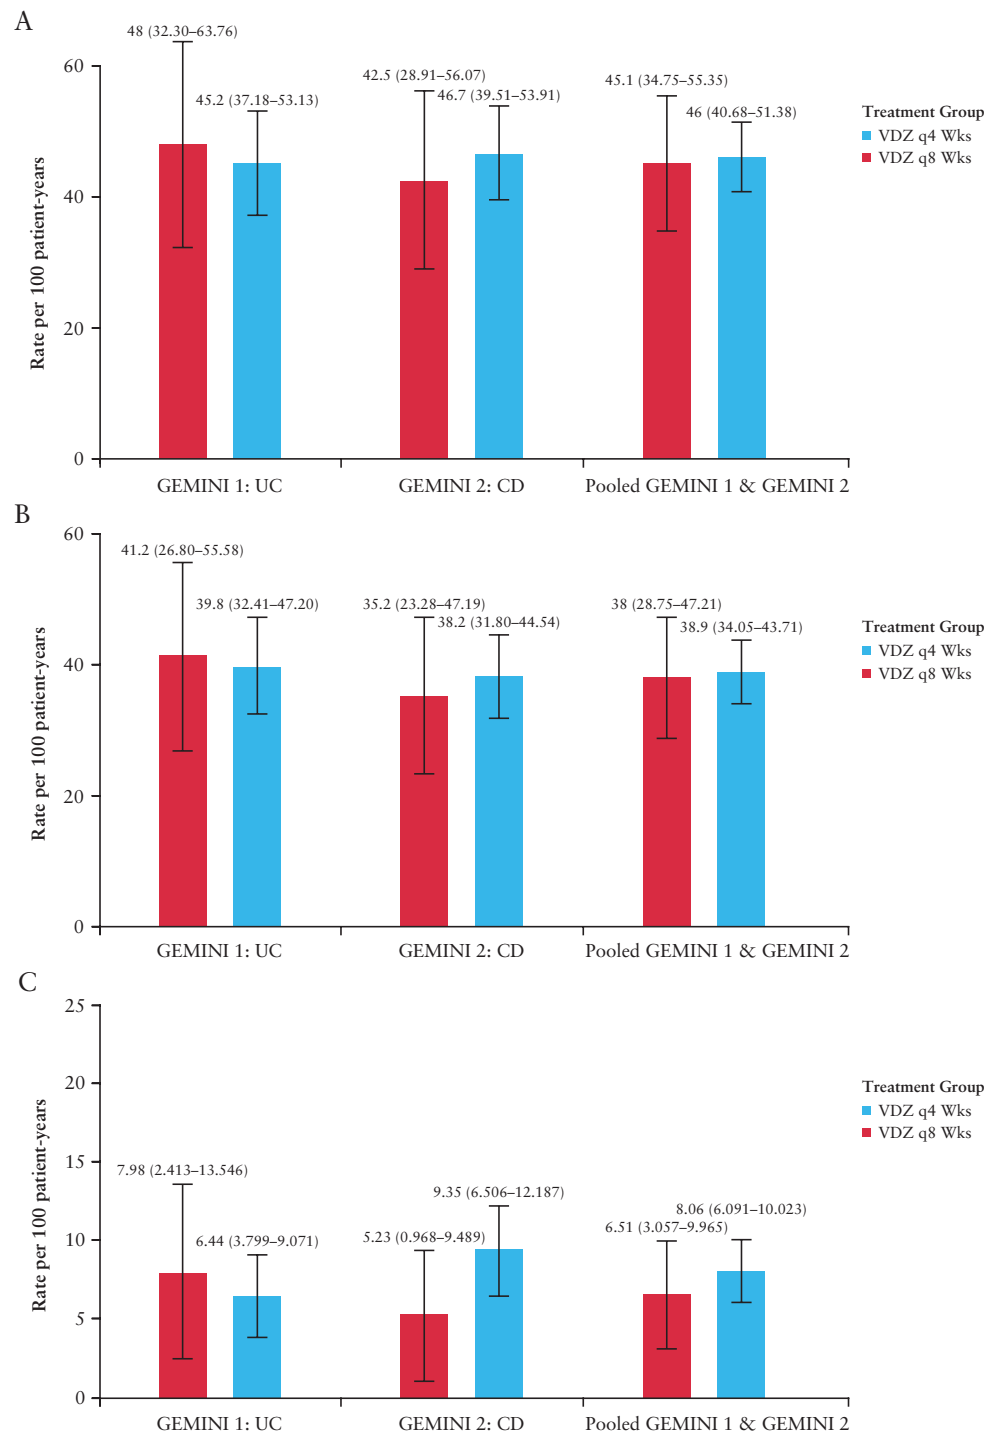 A
48 (32.30–63.76)
45.2 (37.18–53.13)
42.5 (28.91–56.07)
46.7 (39.51–53.91)
45.1 (34.75–55.35)
46 (40.68–51.38)
Rate per 100 patient-years
60
40
20
0
GEMINI 1: UC
GEMINI 2: CD
Pooled GEMINI 1 & GEMINI 2
Treatment Group
VDZ q4 Wks
VDZ q8 Wks
B
41.2 (26.80–55.58)
39.8 (32.41–47.20)
35.2 (23.28–47.19)
38.2 (31.80–44.54)
38 (28.75–47.21)
38.9 (34.05–43.71)
Rate per 100 patient-years
60
40
20
0
GEMINI 1: UC
GEMINI 2: CD
Pooled GEMINI 1 & GEMINI 2
Treatment Group
VDZ q4 Wks
VDZ q8 Wks
C
7.98 (2.413–13.546)
6.44 (3.799–9.071)
5.23 (0.968–9.489)
9.35 (6.506–12.187)
6.51 (3.057–9.965)
8.06 (6.091–10.023)
Rate per 100 patient-years
25
20
15
10
5
0
GEMINI 1: UC
GEMINI 2: CD
Pooled GEMINI 1 & GEMINI 2
Treatment Group
VDZ q4 Wks
VDZ q8 Wks